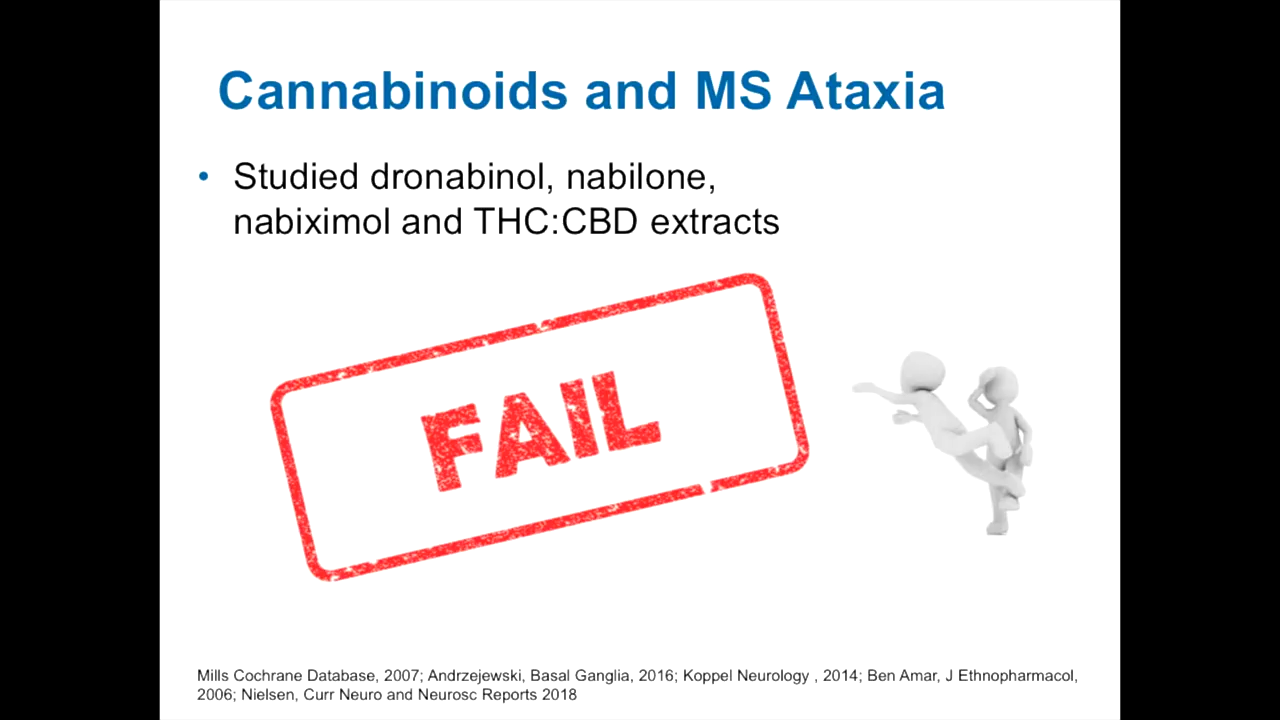 Cannabinoids and MS Ataxia
• Studied dronabinol, nabilone,
nabiximol and THC:CBD extracts
FAIL
Mills Cochrane Database, 2007; Andrzejewski, Basal Ganglia, 2016; Koppel Neurology , 2014; Ben Amar, J Ethnopharmacol,
2006; Nielsen, Curr Neuro and Neurosc Reports 2018